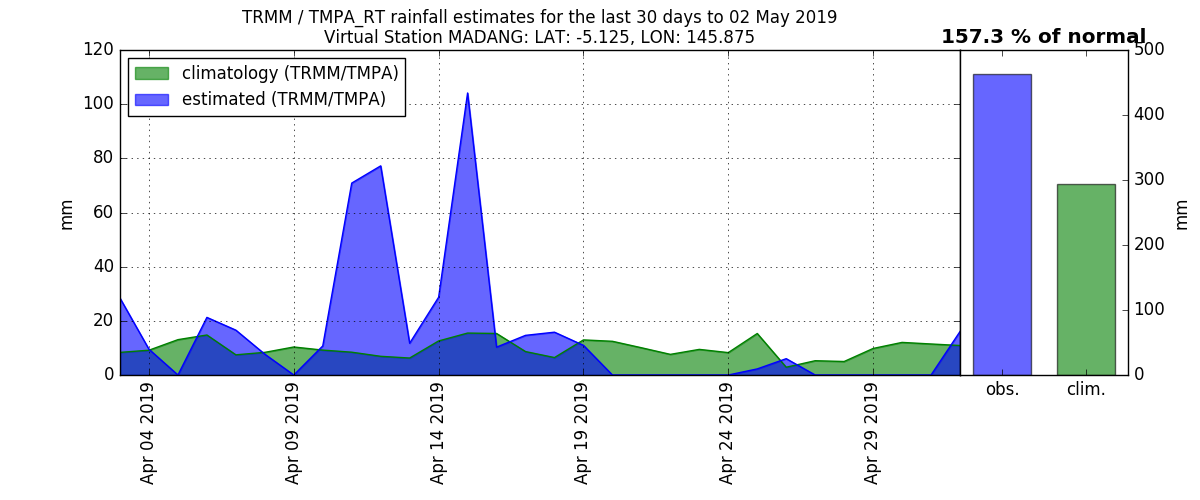 TRMM / TMPA_RT rainfall estimates for the last 30 days to 02 May 2019
Virtual Station MADANG: LAT: -5.125, LON: 145.875
157.3 % of normal
climatology (TRMM/TMPA)
estimated (TRMM/TMPA)
mm
120
100
80
60
40
20
0
Apr 04 2019
Apr 09 2019
Apr 14 2019
Apr 19 2019
Apr 24 2019
Apr 29 2019
obs.
clim.
500
400
300
200
100
0
mm